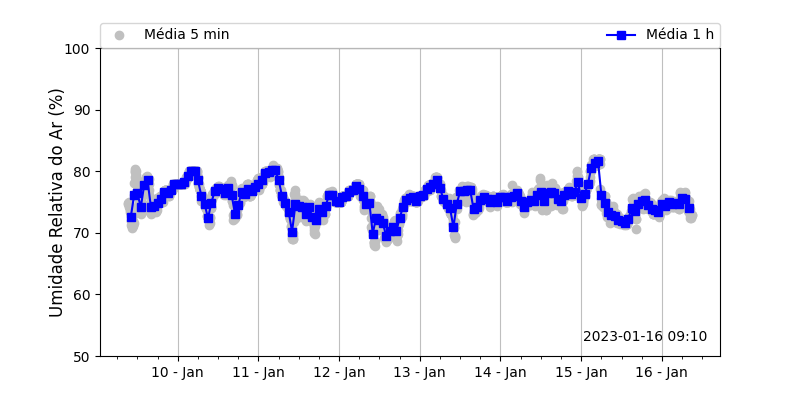 Média 5 min
Média 1 h
Umidade Relativa do Ar (%)
100
90
80
70
60
50
2023-01-16 09:10
10 - Jan
11 - Jan
12 - Jan
13 - Jan
14 - Jan
15 - Jan
16 - Jan